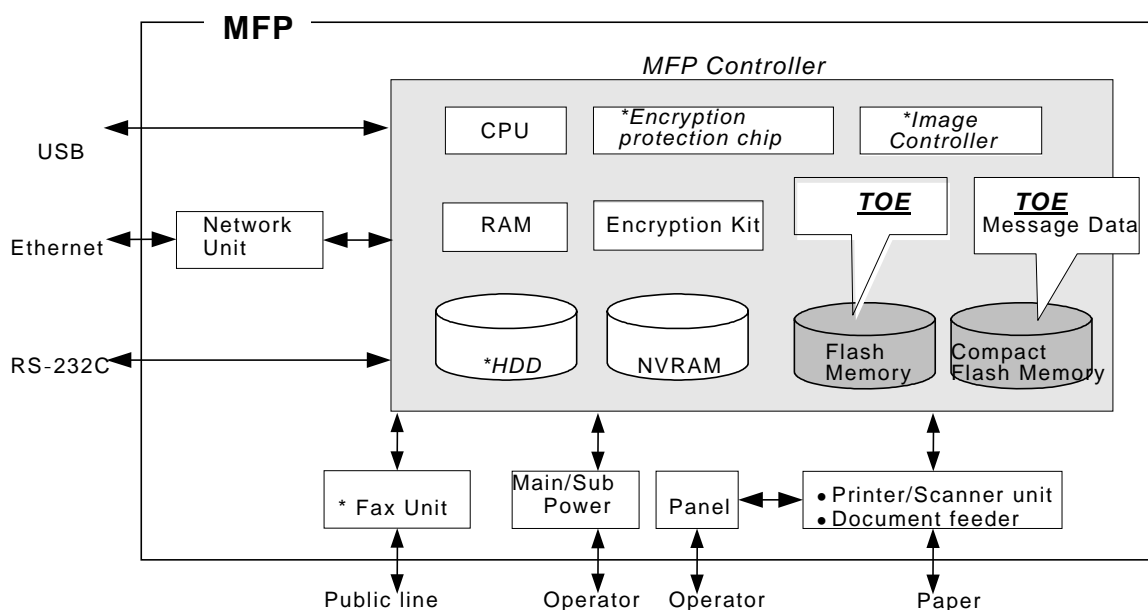 MFP
MFP Controller
CPU
*Encryption
protection chip
*Image
Controller
USB
RAM
Encryption Kit
TOE
TOE
Message Data
Network
Unit
Ethernet
RS-232C
*HDD
NVRAM
Flash
Memory
Compact
Flash Memory
* Fax Unit
Main/Sub
Power
Panel
• Printer/Scanner unit
• Document feeder
Public line
Operator
Operator
Paper